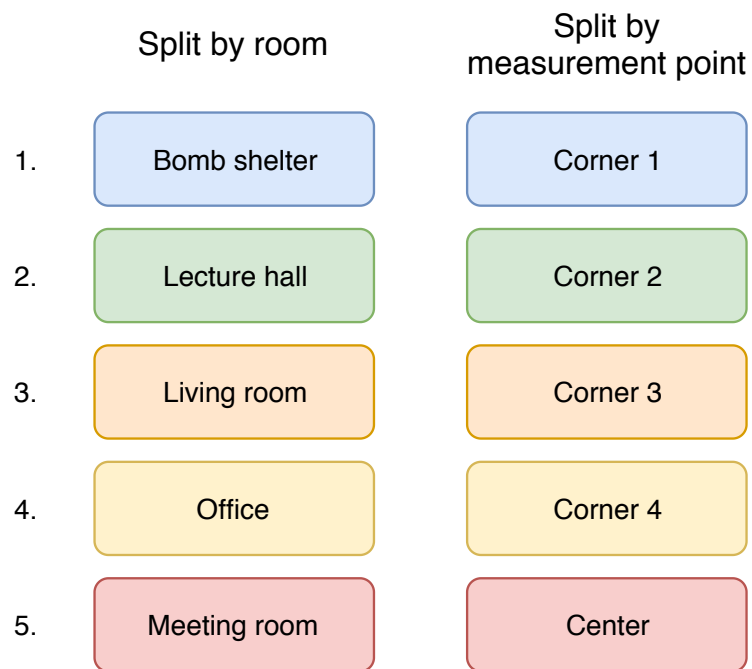 Split by room
Split by
measurement point
1.
Bomb shelter
Corner 1
2.
Lecture hall
Corner 2
3.
Living room
Corner 3
4.
Office
Corner 4
5.
Meeting room
Center